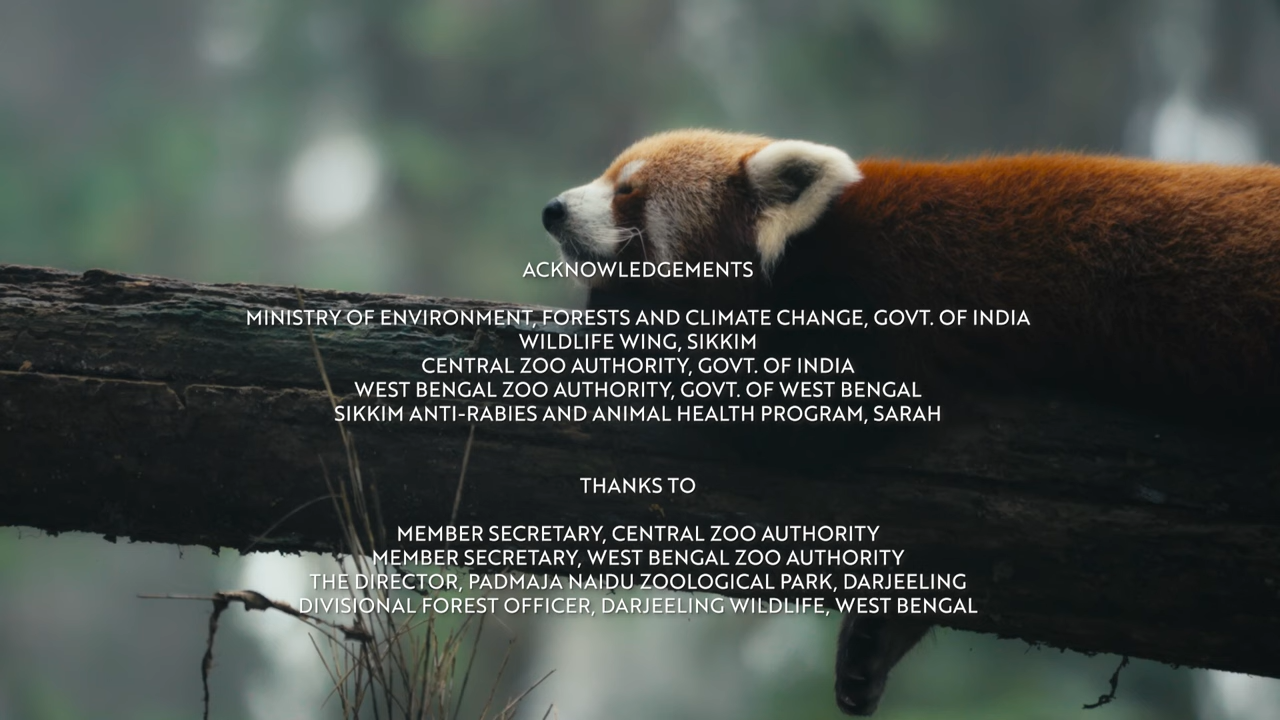 ACKNOWLEDGEMENTS
MINISTRY OF ENVIRONMENT, FORESTS AND CLIMATE CHANGE, GOVT. OF INDIA
WILDLIFE WING, SIKKIM
CENTRAL ZOO AUTHORITY, GOVT. OF INDIA
WEST BENGAL ZOO AUTHORITY, GOVT. OF WEST BENGAL
SIKKIM ANTI-RABIES AND ANIMAL HEALTH PROGRAM, SARAH
THANKS TO
MEMBER SECRETARY, CENTRAL ZOO AUTHORITY
MEMBER SECRETARY, WEST BENGAL ZOO AUTHORITY
THE DIRECTOR, PADMAJA NAIDU ZOOLOGICAL PARK, DARJEELING
DIVISIONAL FOREST OFFICER, DARJEELING WILDLIFE, WEST BENGAL